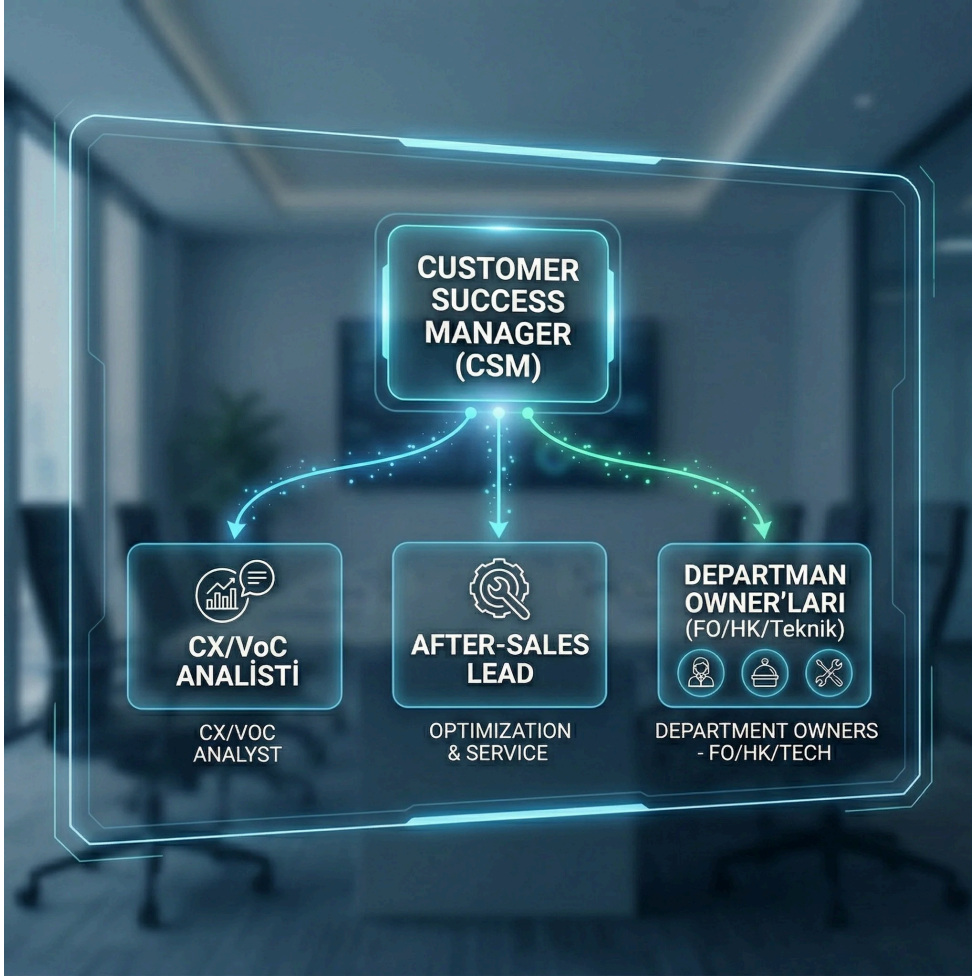 CUSTOMER
SUCCESS
MANAGER
(CSM)
CX/VoC
ANALİSTİ
CX/VOC
ANALYST
AFTER-SALES
LEAD
OPTIMIZATION
& SERVICE
DEPARTMAN
OWNER'LARI
(FO/HK/Teknik)
DEPARTMENT OWNERS
- FO/HK/TECH